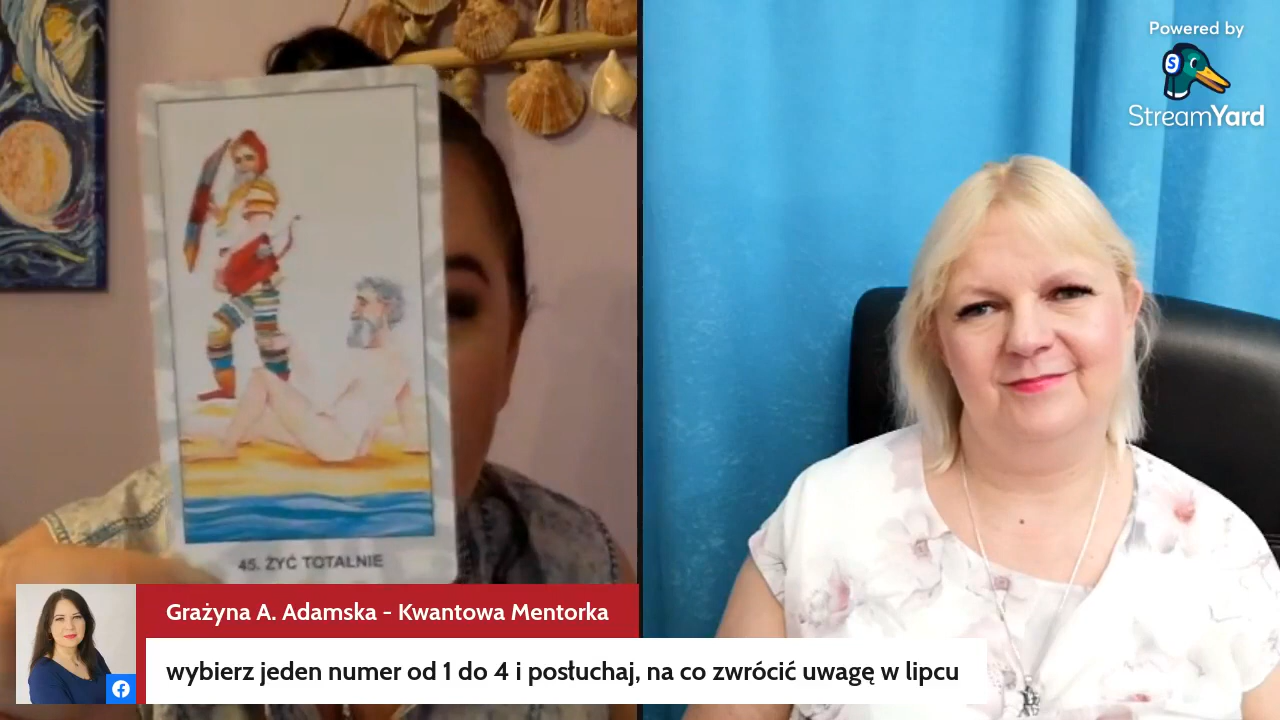 Powered by
S
StreamYard
45. ŻYĆ TOTALNIE
Grażyna A. Adamska - Kwantowa Mentorka
wybierz jeden numer od 1 do 4 i posłuchaj, na co zwrócić uwagę w lipcu